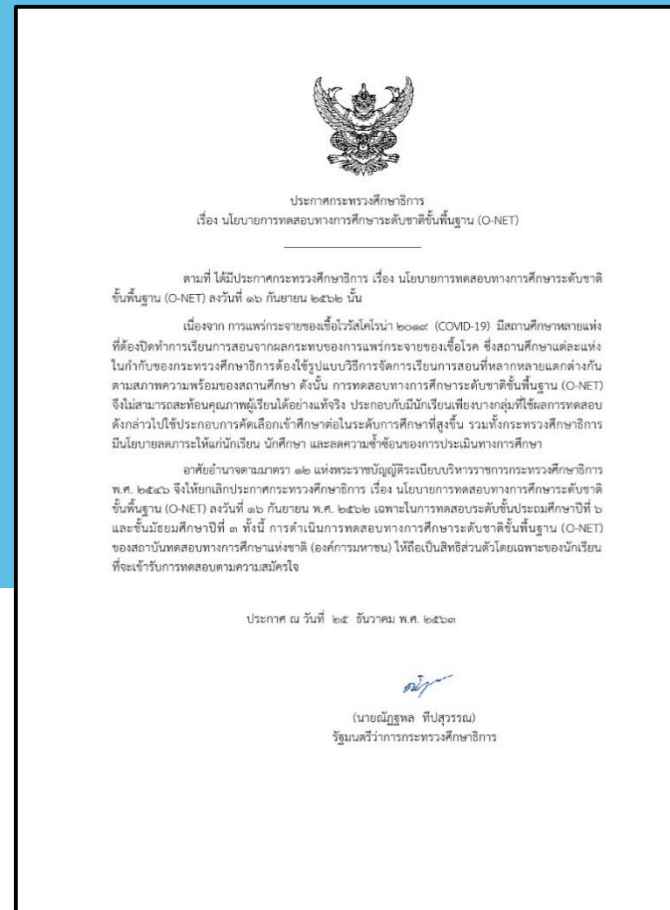 ประกาศกระทรวงศึกษาธิการ
เรื่อง นโยบายการทดสอบทางการศึกษาระดับชาติขั้นพื้นฐาน (O-NET)
ตามที่ ได้มีประกาศกระทรวงศึกษาธิการ เรื่อง นโยบายการทดสอบทางการศึกษาระดับชาติ
ขั้นพื้นฐาน (O-NET) ลงวันที่ ๑๖ กันยายน ๒๕๖๒ นั้น
เนื่องจาก การแพร่กระจายของเชื้อไวรัสโคโรน่า ๒๐๑๙ (COVID-19) มีสถานศึกษาหลายแห่ง
ที่ต้องปิดทำการเรียนการสอนจากผลกระทบของการแพร่กระจายของเชื้อโรค ซึ่งสถานศึกษาแต่ละแห่ง
ในกำกับของกระทรวงศึกษาธิการต้องใช้รูปแบบวิธีการจัดการเรียนการสอนที่หลากหลายแตกต่างกัน
ตามสภาพความพร้อมของสถานศึกษา ดังนั้น การทดสอบทางการศึกษาระดับชาติขั้นพื้นฐาน (O-NET)
จึงไม่สามารถสะท้อนคุณภาพผู้เรียนได้อย่างแท้จริง ประกอบกับมีนักเรียนเพียงบางกลุ่มที่ใช้ผลการทดสอบ
ดังกล่าวไปใช้ประกอบการคัดเลือกเข้าศึกษาต่อในระดับการศึกษาที่สูงขึ้น รวมทั้งกระทรวงศึกษาธิการ
มีนโยบายลดภาระให้แก่นักเรียน นักศึกษา และลดความซ้ำซ้อนของการประเมินทางการศึกษา
อาศัยอำนาจตามมาตรา ๑๒ แห่งพระราชบัญญัติระเบียบบริหารราชการกระทรวงศึกษาธิการ
พ.ศ. ๒๕๔๖ จึงให้ยกเลิกประกาศกระทรวงศึกษาธิการ เรื่อง นโยบายการทดสอบทางการศึกษาระดับชาติ
ขั้นพื้นฐาน (O-NET) ลงวันที่ ๑๖ กันยายน พ.ศ. ๒๕๖๒ เฉพาะในการทดสอบระดับชั้นประถมศึกษาปีที่ ๖
และชั้นมัธยมศึกษาปีที่ ๓ ทั้งนี้ การดำเนินการทดสอบทางการศึกษาระดับชาติขั้นพื้นฐาน (O-NET)
ของสถาบันทดสอบทางการศึกษาแห่งชาติ (องค์การมหาชน) ให้ถือเป็นสิทธิส่วนตัวโดยเฉพาะของนักเรียน
ที่จะเข้ารับการทดสอบตามความสมัครใจ
ประกาศ ณ วันที่ ๒๕ ธันวาคม พ.ศ. ๒๕๖๓
(นายณัฏฐพล ทีปสุวรรณ)
รัฐมนตรีว่าการกระทรวงศึกษาธิการ